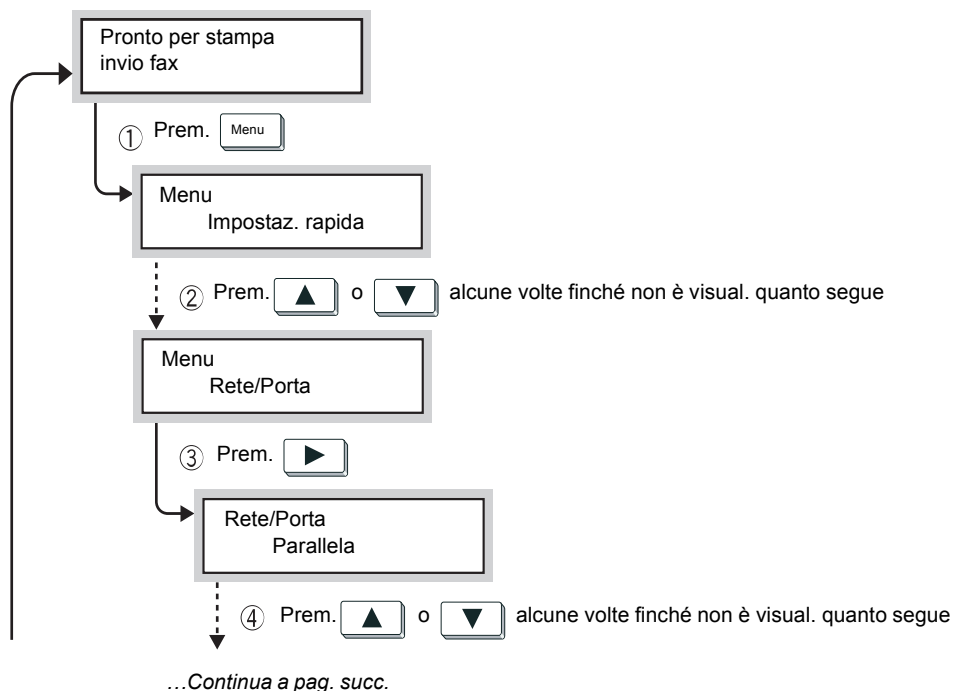 Pronto per stampa
invio fax
① Prem. Menu
Menu
Impostaz. rapida
② Prem. ▲ o ▼ alcune volte finché non è visual. quanto segue
Menu
Rete/Porta
③ Prem. ▶
Rete/Porta
Parallela
④ Prem. ▲ o ▼ alcune volte finché non è visual. quanto segue
…Continua a pag. succ.